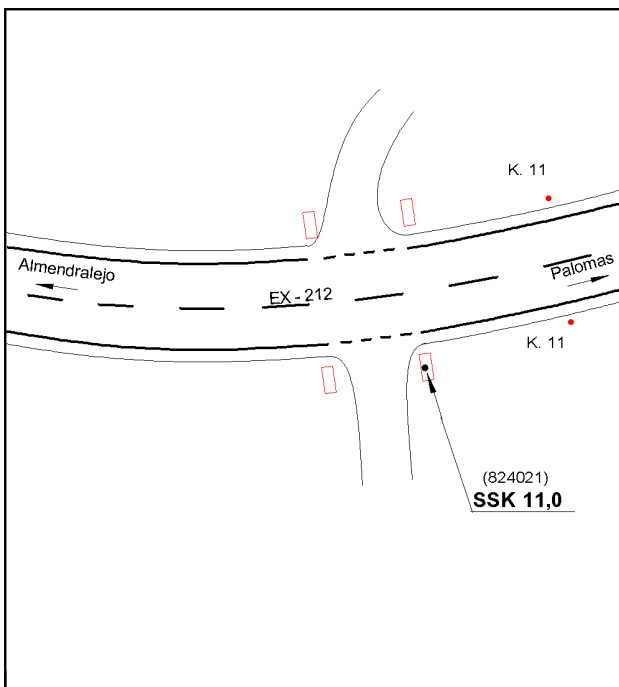 K. 11
Almendralejo
Palomas
EX - 212
K. 11
(824021)
SSK 11,0